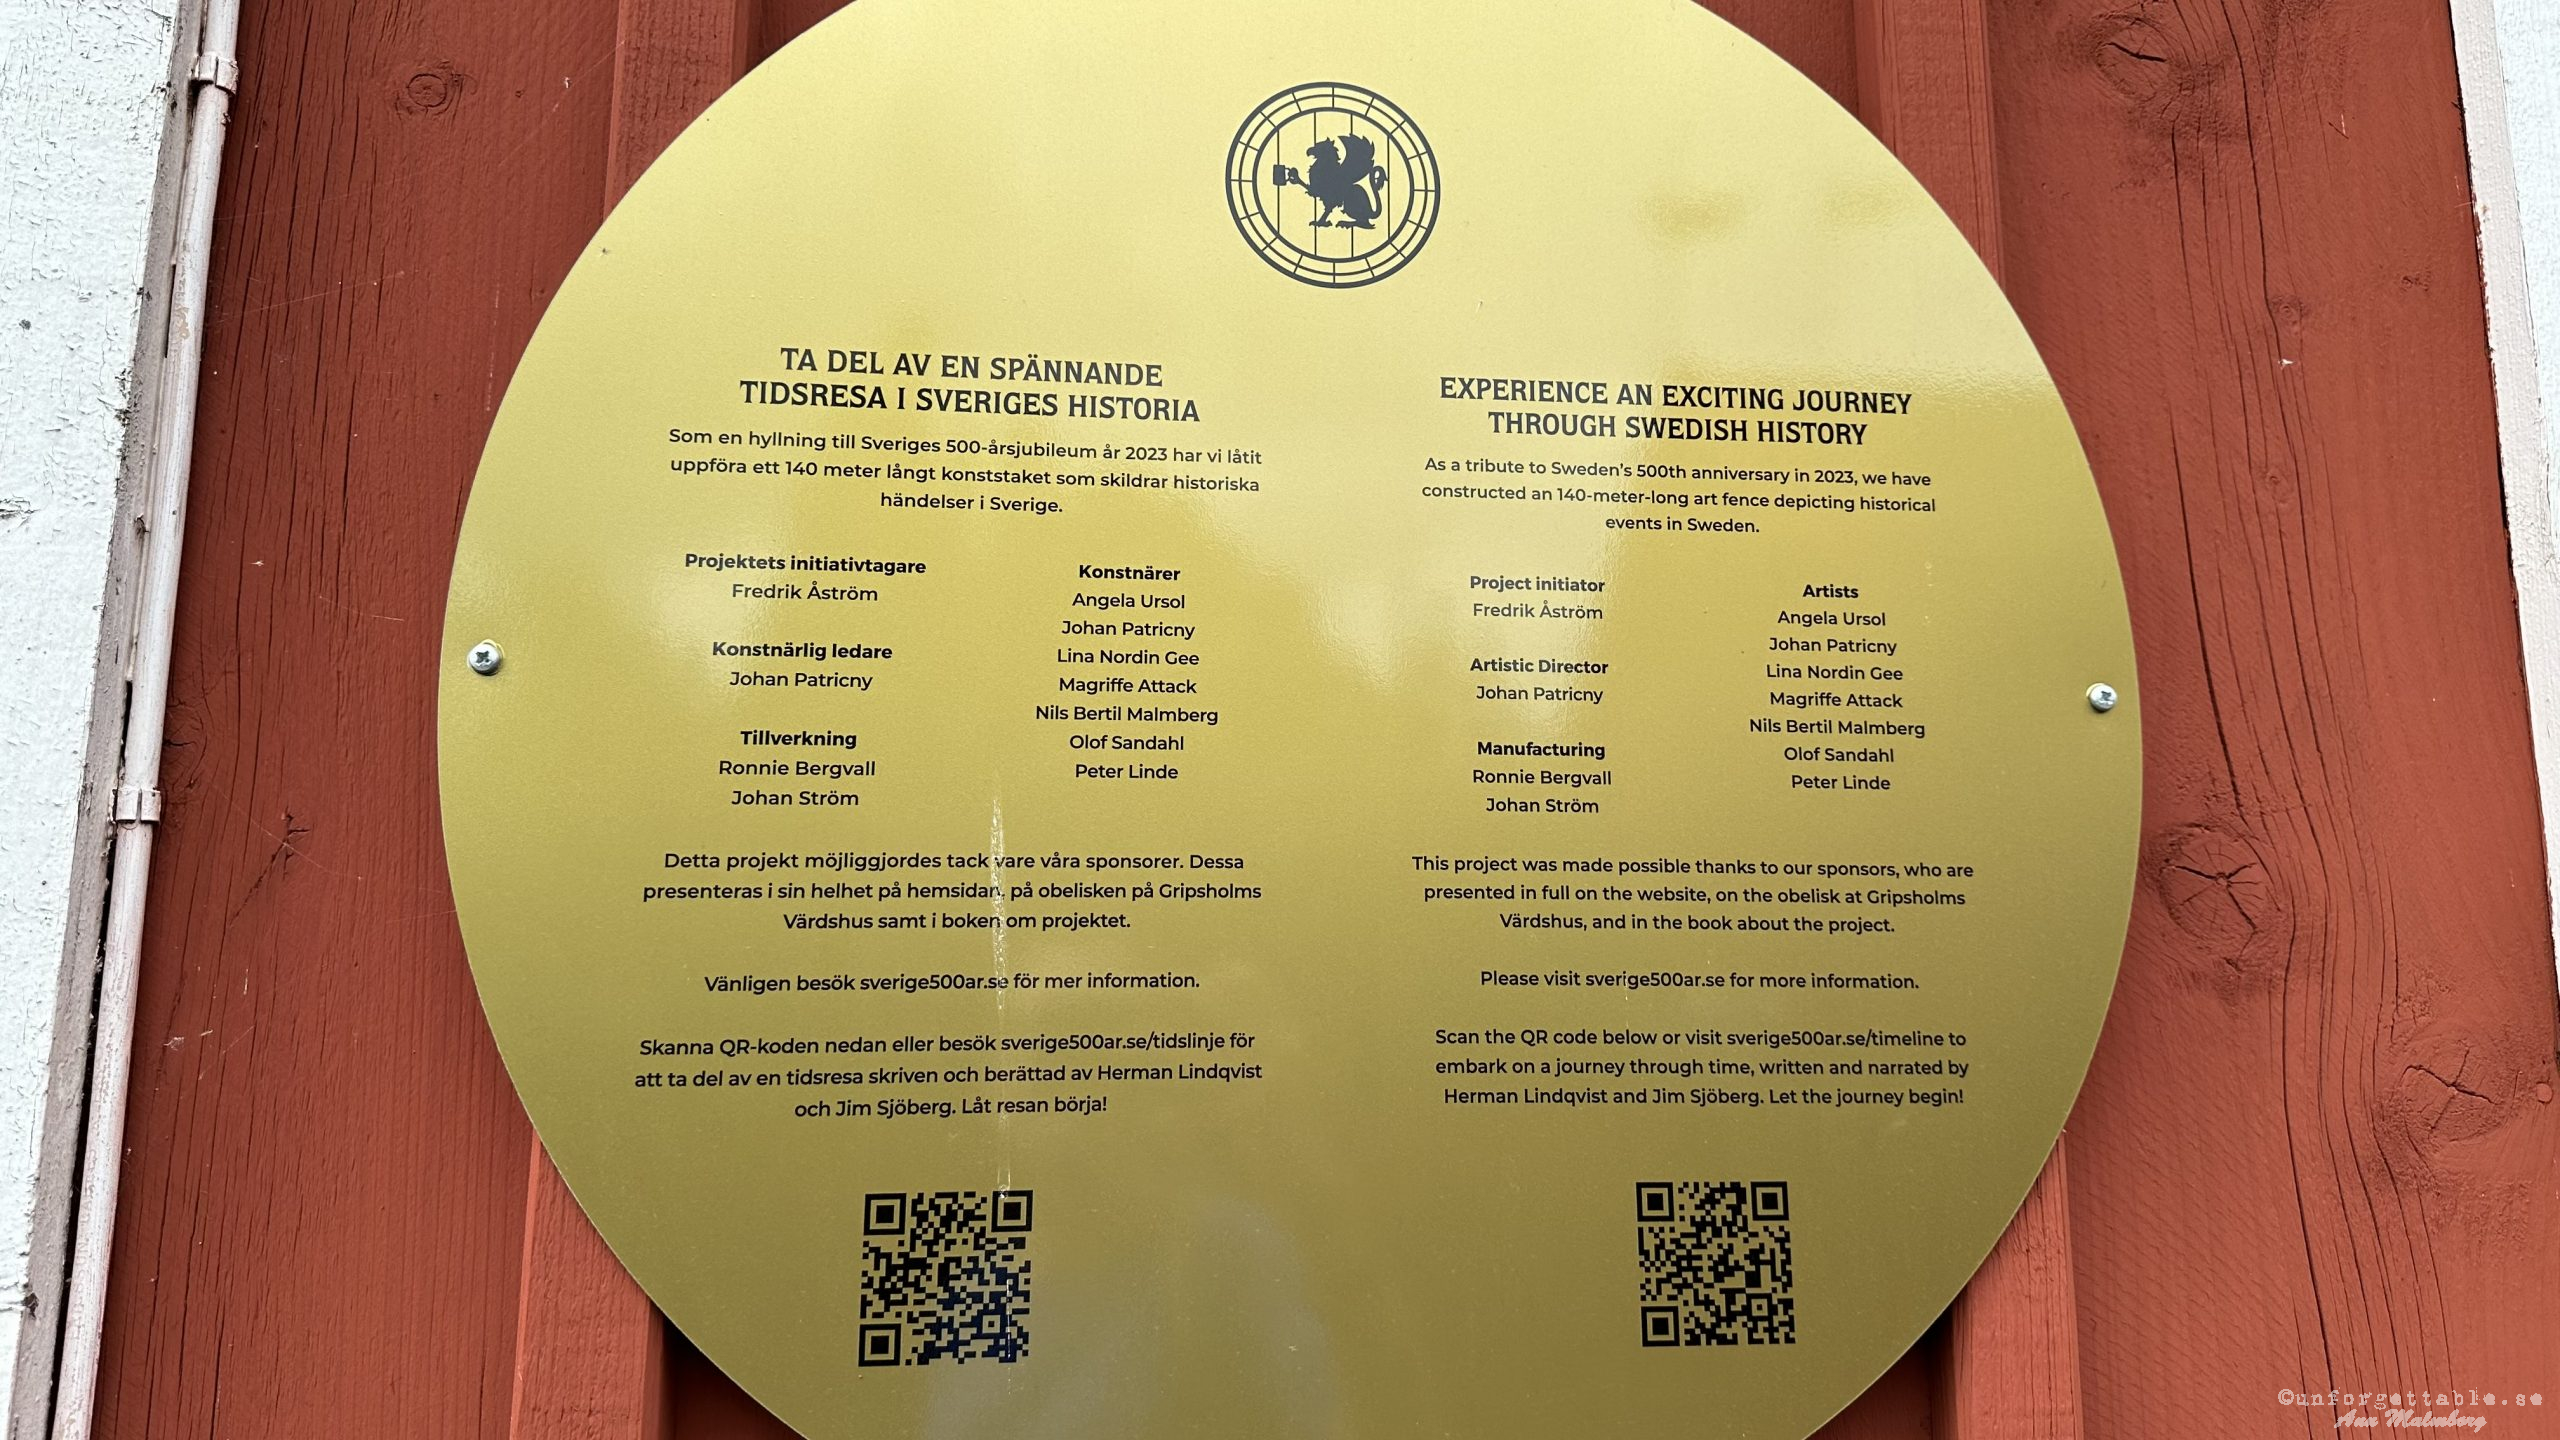 TA DEL AV EN SPÄNNANDE
TIDSRESA I SVERIGES HISTORIA
Som en hyllning till Sveriges 500-årsjubileum år 2023 har vi låtit
uppföra ett 140 meter långt konststaket som skildrar historiska
händelser i Sverige.
Projektets initiativtagare
Fredrik Åström
Konstnärlig ledare
Johan Patricny
Tillverkning
Ronnie Bergvall
Johan Ström
Konstnärer
Angela Ursol
Johan Patricny
Lina Nordin Gee
Magriffe Attack
Nils Bertil Malmberg
Olof Sandahl
Peter Linde
Detta projekt möjliggjordes tack vare våra sponsorer. Dessa
presenteras i sin helhet på hemsidan, på obelisken på Gripsholms
Värdshus samt i boken om projektet.
Vänligen besök sverige500ar.se för mer information.
Skanna QR-koden nedan eller besök sverige500ar.se/tidslinje för
att ta del av en tidsresa skriven och berättad av Herman Lindqvist
och Jim Sjöberg. Låt resan börja!
EXPERIENCE AN EXCITING JOURNEY
THROUGH SWEDISH HISTORY
As a tribute to Sweden's 500th anniversary in 2023, we have
constructed an 140-meter-long art fence depicting historical
events in Sweden.
Project initiator
Fredrik Åström
Artistic Director
Johan Patricny
Manufacturing
Ronnie Bergvall
Johan Ström
Artists
Angela Ursol
Johan Patricny
Lina Nordin Gee
Magriffe Attack
Nils Bertil Malmberg
Olof Sandahl
Peter Linde
This project was made possible thanks to our sponsors, who are
presented in full on the website, on the obelisk at Gripsholms
Värdshus, and in the book about the project.
Please visit sverige500ar.se for more information.
Scan the QR code below or visit sverige500ar.se/timeline to
embark on a journey through time, written and narrated by
Herman Lindqvist and Jim Sjöberg. Let the journey begin!
©unforgettable.se
Ann Malmberg